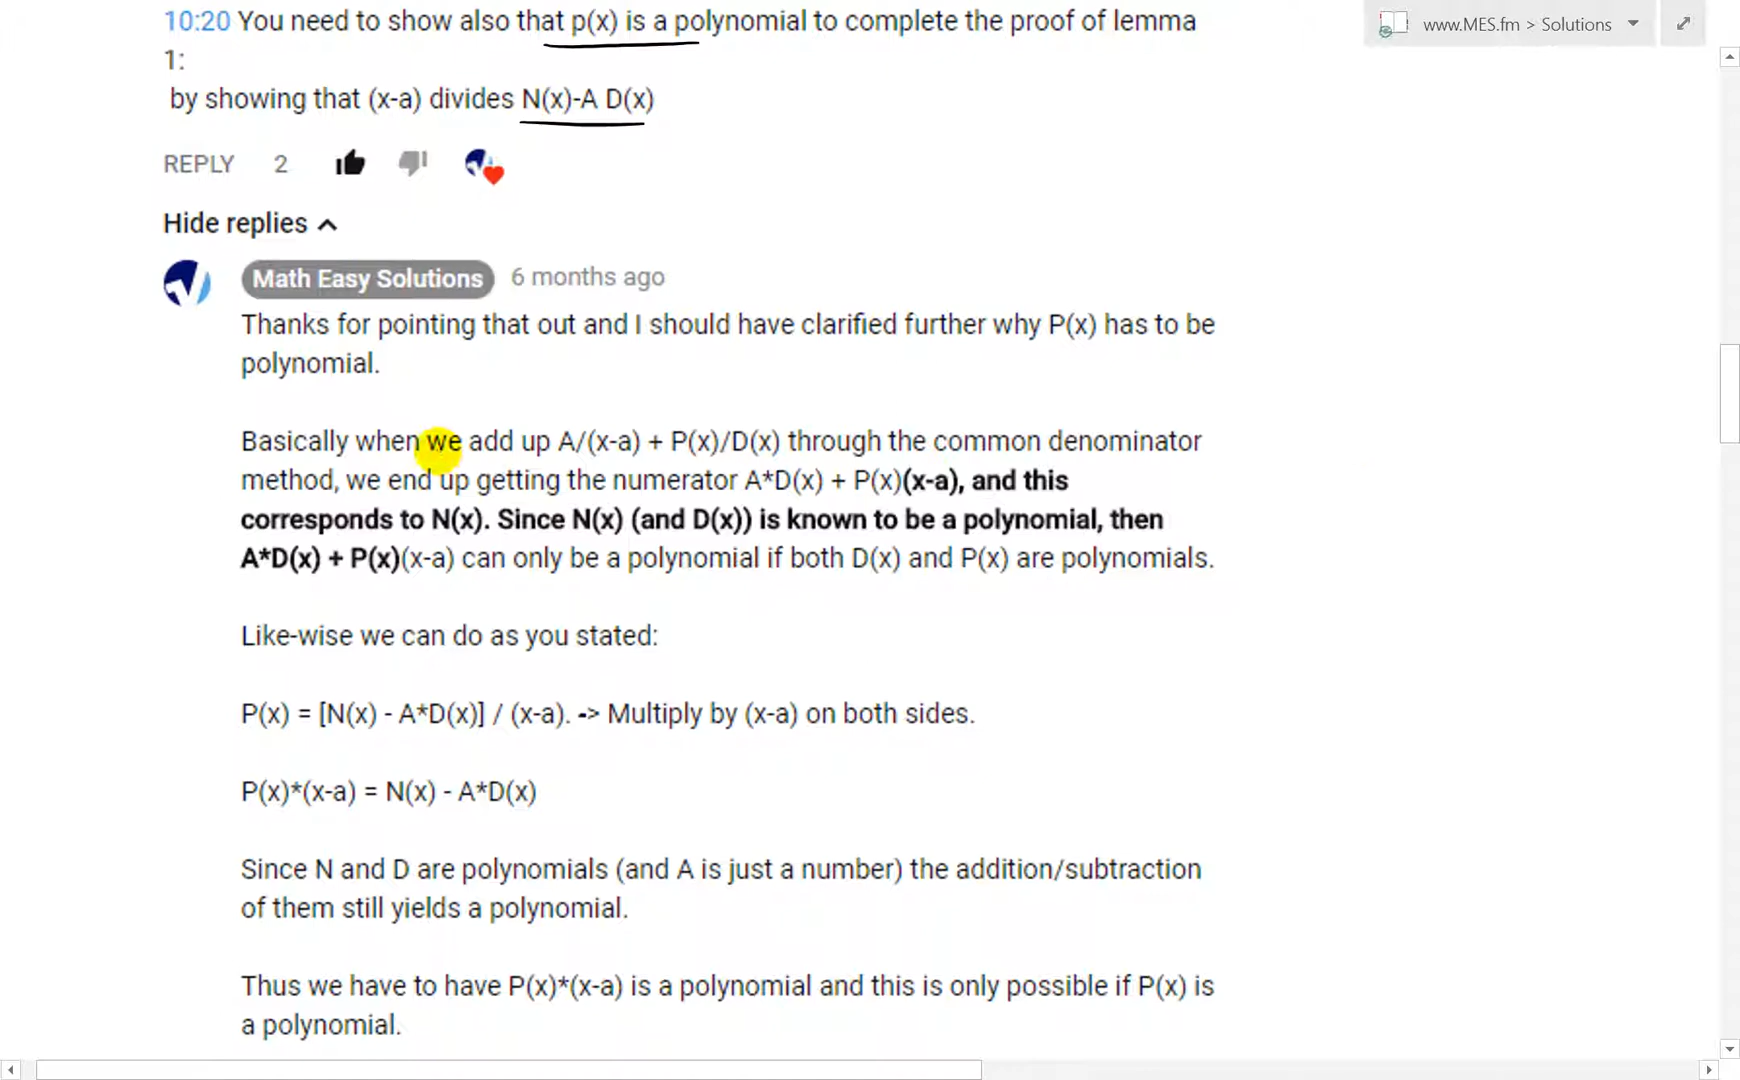 10:20 You need to show also that p(x) is a polynomial to complete the proof of lemma
1:
by showing that (x-a) divides N(x)-A D(x)
www.MES.fm > Solutions
REPLY 2
Hide replies
Math Easy Solutions 6 months ago
Thanks for pointing that out and I should have clarified further why P(x) has to be
polynomial.
Basically when we add up A/(x-a) + P(x)/D(x) through the common denominator
method, we end up getting the numerator A*D(x) + P(x)(x-a), and this
corresponds to N(x). Since N(x) (and D(x)) is known to be a polynomial, then
A*D(x) + P(x)(x-a) can only be a polynomial if both D(x) and P(x) are polynomials.
Like-wise we can do as you stated:
P(x) = [N(x) - A*D(x)] / (x-a). -> Multiply by (x-a) on both sides.
P(x)*(x-a) = N(x) - A*D(x)
Since N and D are polynomials (and A is just a number) the addition/subtraction
of them still yields a polynomial.
Thus we have to have P(x)*(x-a) is a polynomial and this is only possible if P(x) is
a polynomial.